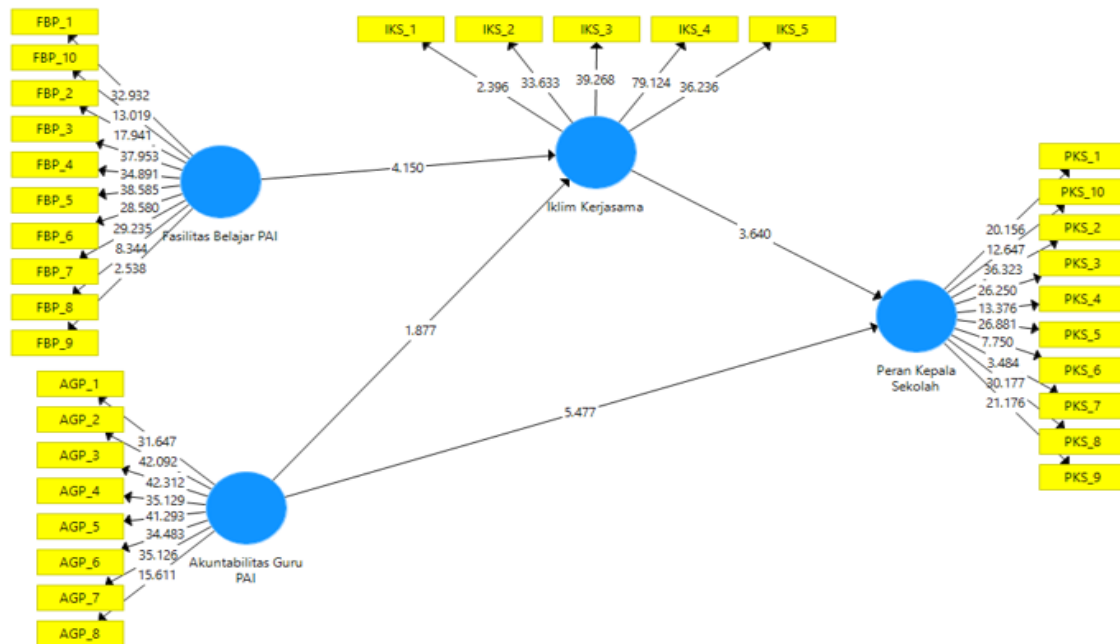 FBP_1
FBP_10
FBP_2
FBP_3
FBP_4
FBP_5
FBP_6
FBP_7
FBP_8
FBP_9
32.932
13.019
17.941
37.953
34.891
38.585
28.580
29.235
8.344
2.538
Fasilitas Belajar PAI
IKS_1
IKS_2
IKS_3
IKS_4
IKS_5
2.396
33.633
39.268
79.124
36.236
Iklim Kerjasama
4.150
1.877
3.640
5.477
AGP_1
AGP_2
AGP_3
AGP_4
AGP_5
AGP_6
AGP_7
AGP_8
31.647
42.092
42.312
35.129
41.293
34.483
35.126
15.611
Akuntabilitas Guru
PAI
PKS_1
PKS_10
PKS_2
PKS_3
PKS_4
PKS_5
PKS_6
PKS_7
PKS_8
PKS_9
20.156
12.647
36.323
26.250
13.376
26.881
7.750
3.484
30.177
21.176
Peran Kepala
Sekolah